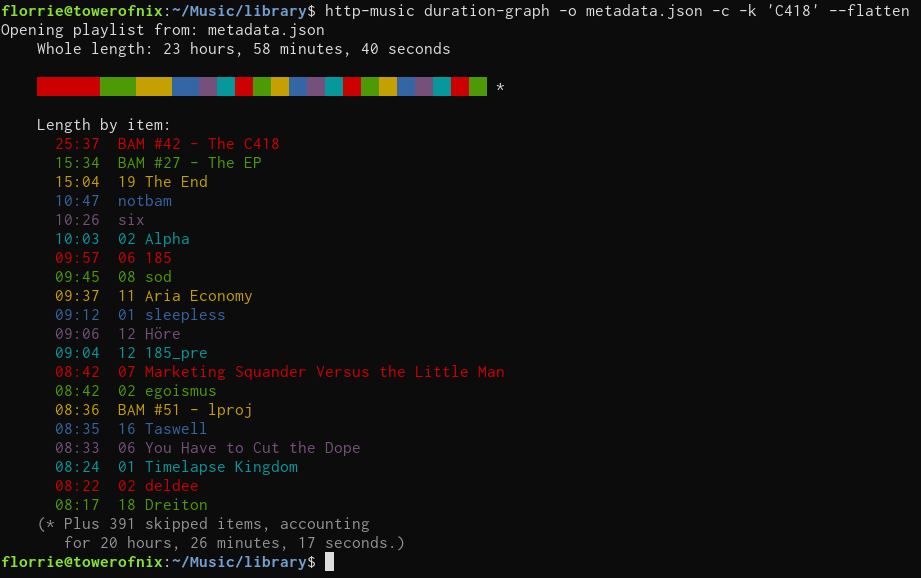 florrie@towerofnix:~/Music/library$ http-music duration-graph -o metadata.json -c -k 'C418' --flatten
Opening playlist from: metadata.json
Whole length: 23 hours, 58 minutes, 40 seconds
*
Length by item:
25:37 BAM #42 - The C418
15:34 BAM #27 - The EP
15:04 19 The End
10:47 notbam
10:26 six
10:03 02 Alpha
09:57 06 185
09:45 08 sod
09:37 11 Aria Economy
09:12 01 sleepless
09:06 12 Höre
09:04 12 185_pre
08:42 07 Marketing Squander Versus the Little Man
08:42 02 egoismus
08:36 BAM #51 - lproj
08:35 16 Taswell
08:33 06 You Have to Cut the Dope
08:24 01 Timelapse Kingdom
08:22 02 deldee
08:17 18 Dreiton
(* Plus 391 skipped items, accounting
for 20 hours, 26 minutes, 17 seconds.)
florrie@towerofnix:~/Music/library$